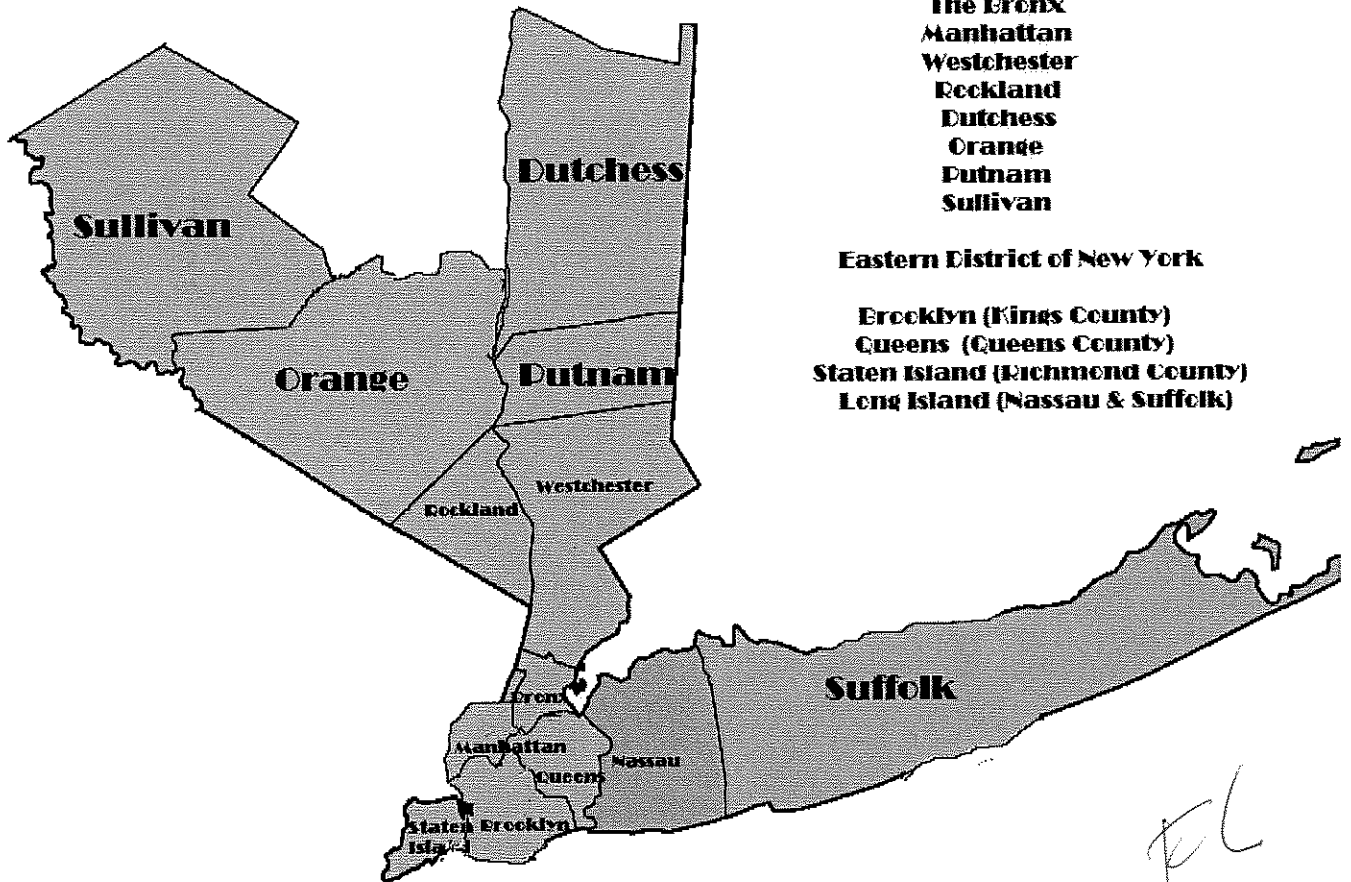 The Bronx
Manhattan
Westchester
Rockland
Dutchess
Orange
Putnam
Sullivan
Eastern District of New York
Brooklyn (Kings County)
Queens (Queens County)
Staten Island (Richmond County)
Long Island (Nassau & Suffolk)
Dutchess
Sullivan
Orange
Putnam
Westchester
Rockland
Suffolk
Bronx
Manhattan
Nassau
Queens
Staten
Brooklyn